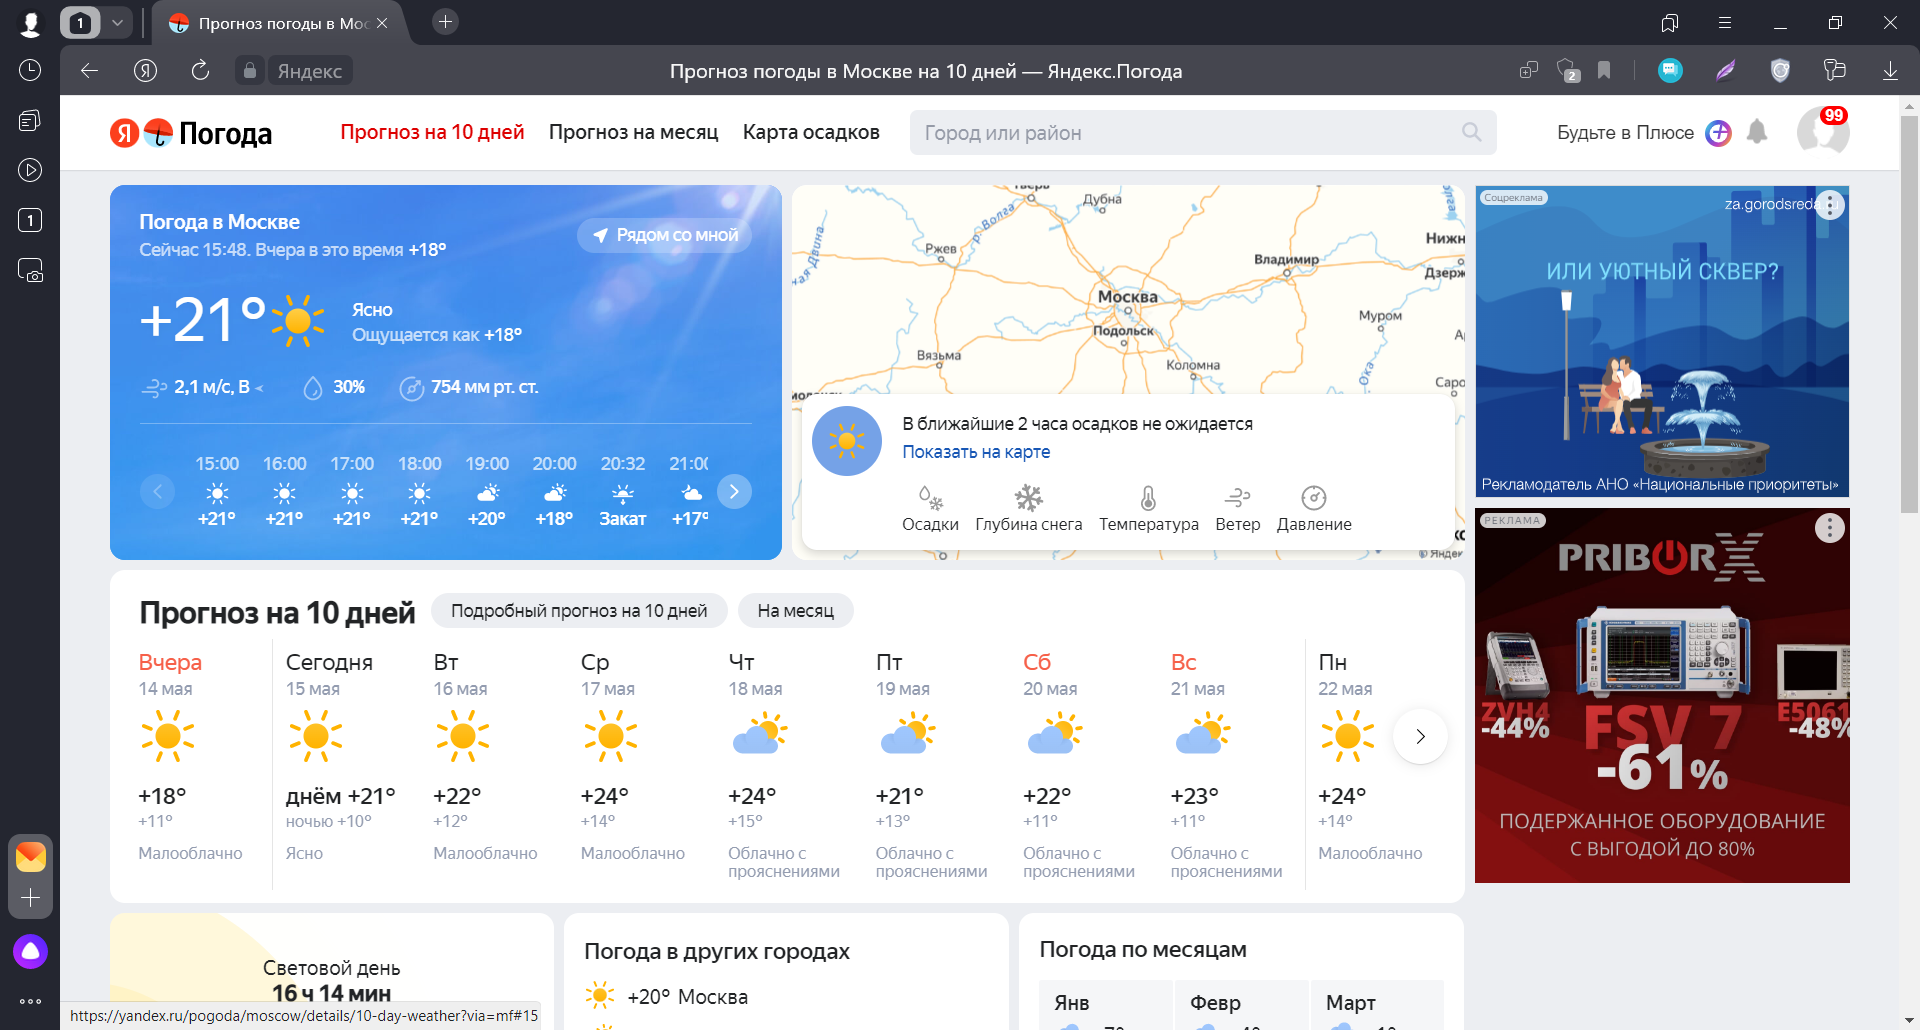 1
Прогноз погоды в Мос
Яндекс
Прогноз погоды в Москве на 10 дней — Яндекс.Погода
2
1
Я Погода
Прогноз на 10 дней
Прогноз на месяц
Карта осадков
Город или район
Будьте в Плюсе
99
Погода в Москве
Сейчас 15:48. Вчера в это время +18°
Рядом со мной
+21°
Ясно
Ощущается как +18°
2,1 м/с, В
30%
754 мм рт. ст.
15:00 16:00 17:00 18:00 19:00 20:00 20:32 21:00
+21° +21° +21° +21° +20° +18° Закат +17°
Тверь
Дубна
р. Волга
Ржев
Владимир
Нижн
Дзерж
Москва
Подольск
Муром
Вязьма
Коломна
Ока
Саро
В ближайшие 2 часа осадков не ожидается
Показать на карте
Осадки
Глубина снега
Температура
Ветер
Давление
Соцреклама
za.gorodsreda.ru
ИЛИ УЮТНЫЙ СКВЕР?
Рекламодатель АНО «Национальные приоритеты»
РЕКЛАМА
PRIBORX
ZVH4
-44%
FSV 7
-61%
E5061
-48%
ПОДЕРЖАННОЕ ОБОРУДОВАНИЕ
С ВЫГОДОЙ ДО 80%
Прогноз на 10 дней
Подробный прогноз на 10 дней
На месяц
Вчера Сегодня Вт Ср Чт Пт Сб Вс Пн
14 мая 15 мая 16 мая 17 мая 18 мая 19 мая 20 мая 21 мая 22 мая
+18° днём +21° +22° +24° +24° +21° +22° +23° +24°
+11° ночью +10° +12° +14° +15° +13° +11° +11° +14°
Малооблачно Ясно Малооблачно Малооблачно Облачно с Облачно с Облачно с Облачно с Малооблачно
прояснениями прояснениями прояснениями прояснениями
Световой день
16 ч 14 мин
Погода в других городах
+20° Москва
Погода по месяцам
Янв
Февр
Март
https://yandex.ru/pogoda/moscow/details/10-day-weather?via=mf#15